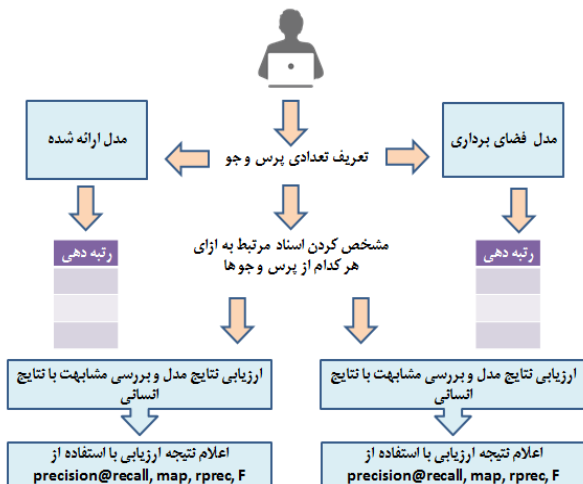 مدل ارائه شده
تعریف تعدادی پرس و جو
مدل فضای برداری
رتبه دهی
مشخص کردن اسناد مرتبط به ازای
هر کدام از پرس و جو ها
رتبه دهی
ارزیابی نتایج مدل و بررسی مشابهت با نتایج
انسانی
ارزیابی نتایج مدل و بررسی مشابهت با نتایج
انسانی
اعلام نتیجه ارزیابی با استفاده از
precision@recall, map, rprec, F
اعلام نتیجه ارزیابی با استفاده از
precision@recall, map, rprec, F